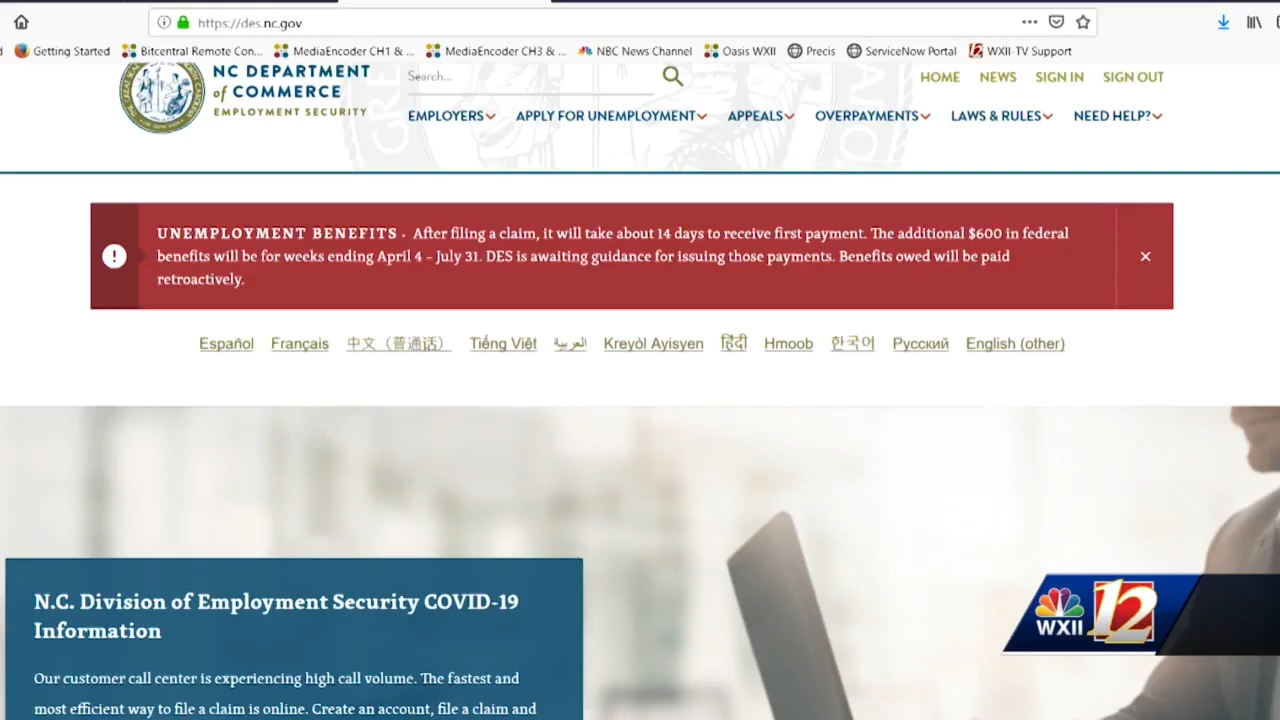 https://des.nc.gov
Getting Started Bitcentral Remote Con... MediaEncoder CH1 & ... MediaEncoder CH3 & ... NBC News Channel Oasis WXII Precis ServiceNow Portal WXII-TV Support
NC DEPARTMENT
of COMMERCE
EMPLOYMENT SECURITY
Search...
HOME NEWS SIGN IN SIGN OUT
EMPLOYERS APPLY FOR UNEMPLOYMENT APPEALS OVERPAYMENTS LAWS & RULES NEED HELP?
UNEMPLOYMENT BENEFITS · After filing a claim, it will take about 14 days to receive first payment. The additional $600 in federal
benefits will be for weeks ending April 4 – July 31. DES is awaiting guidance for issuing those payments. Benefits owed will be paid
retroactively.
Español Français 中文（普通话） Tiếng Việt العربية Kreyòl Ayisyen हिंदी Hmoob 한국어 Русский English (other)
N.C. Division of Employment Security COVID-19
Information
Our customer call center is experiencing high call volume. The fastest and
most efficient way to file a claim is online. Create an account, file a claim and
WXII 12